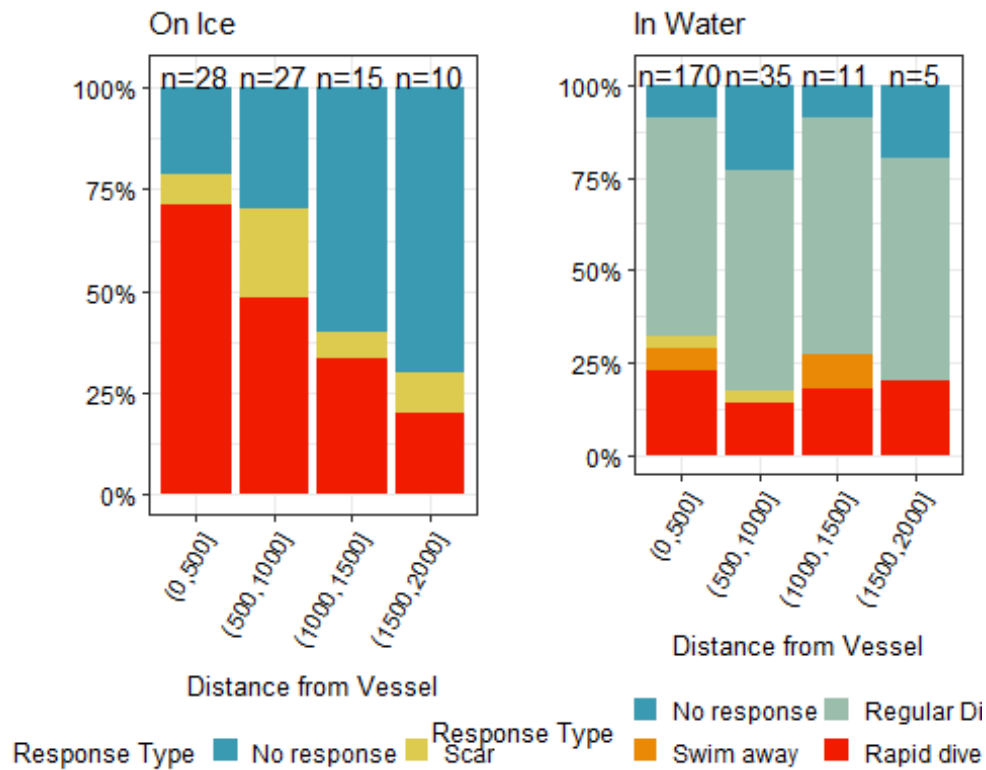 On Ice
n=28 n=27 n=15 n=10
100%
75%
50%
25%
0%
(0,500]
(500,1000]
(1000,1500]
(1500,2000]
Distance from Vessel
Response Type No response Scar
In Water
n=170 n=35 n=11 n=5
100%
75%
50%
25%
0%
(0,500]
(500,1000]
(1000,1500]
(1500,2000]
Distance from Vessel
Response Type
No response Regular Di
Swim away Rapid dive